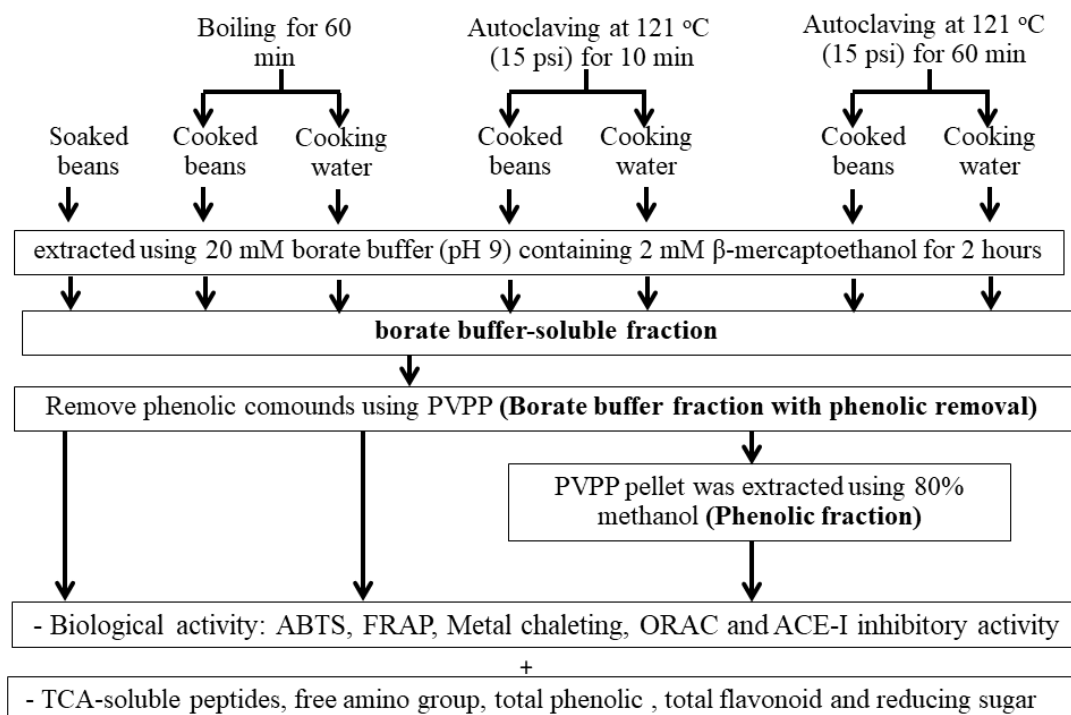 Boiling for 60
min
Autoclaving at 121 °C
(15 psi) for 10 min
Autoclaving at 121 °C
(15 psi) for 60 min
Soaked
beans
Cooked
beans
Cooking
water
Cooked
beans
Cooking
water
Cooked
beans
Cooking
water
extracted using 20 mM borate buffer (pH 9) containing 2 mM β-mercaptoethanol for 2 hours
borate buffer-soluble fraction
Remove phenolic comounds using PVPP (Borate buffer fraction with phenolic removal)
PVPP pellet was extracted using 80%
methanol (Phenolic fraction)
- Biological activity: ABTS, FRAP, Metal chaleting, ORAC and ACE-I inhibitory activity
+
- TCA-soluble peptides, free amino group, total phenolic , total flavonoid and reducing sugar